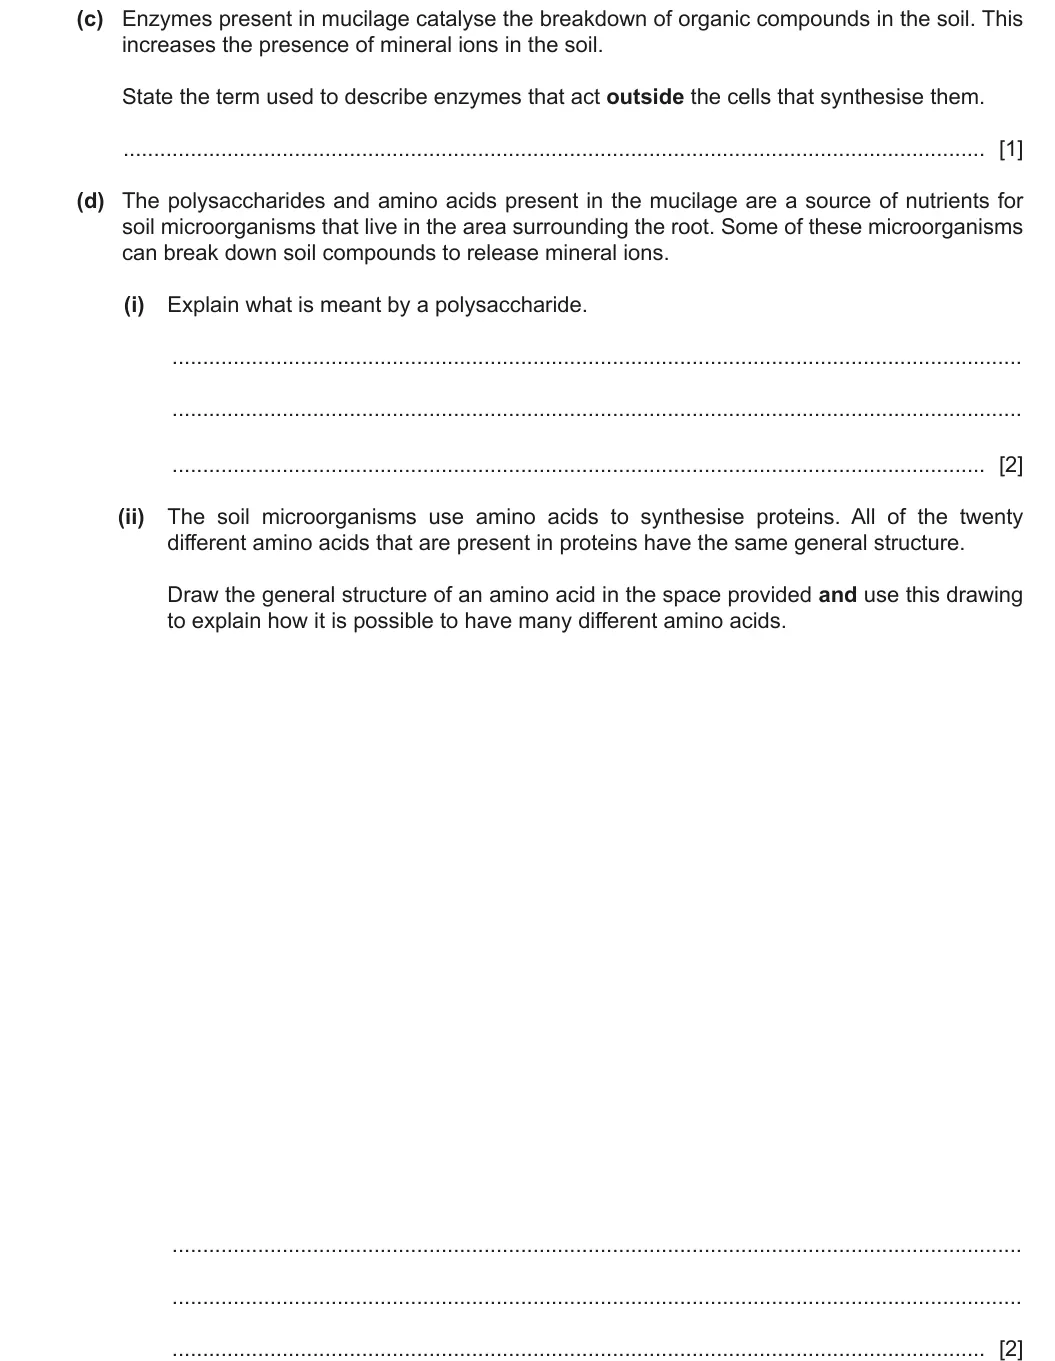 (c) Enzymes present in mucilage catalyse the breakdown of organic compounds in the soil. This
increases the presence of mineral ions in the soil.
State the term used to describe enzymes that act outside the cells that synthesise them.
.............................................................................................................................................. [1]
(d) The polysaccharides and amino acids present in the mucilage are a source of nutrients for
soil microorganisms that live in the area surrounding the root. Some of these microorganisms
can break down soil compounds to release mineral ions.
(i) Explain what is meant by a polysaccharide.
...........................................................................................................................................
...........................................................................................................................................
..................................................................................................................................... [2]
(ii) The soil microorganisms use amino acids to synthesise proteins. All of the twenty
different amino acids that are present in proteins have the same general structure.
Draw the general structure of an amino acid in the space provided and use this drawing
to explain how it is possible to have many different amino acids.
...........................................................................................................................................
...........................................................................................................................................
..................................................................................................................................... [2]